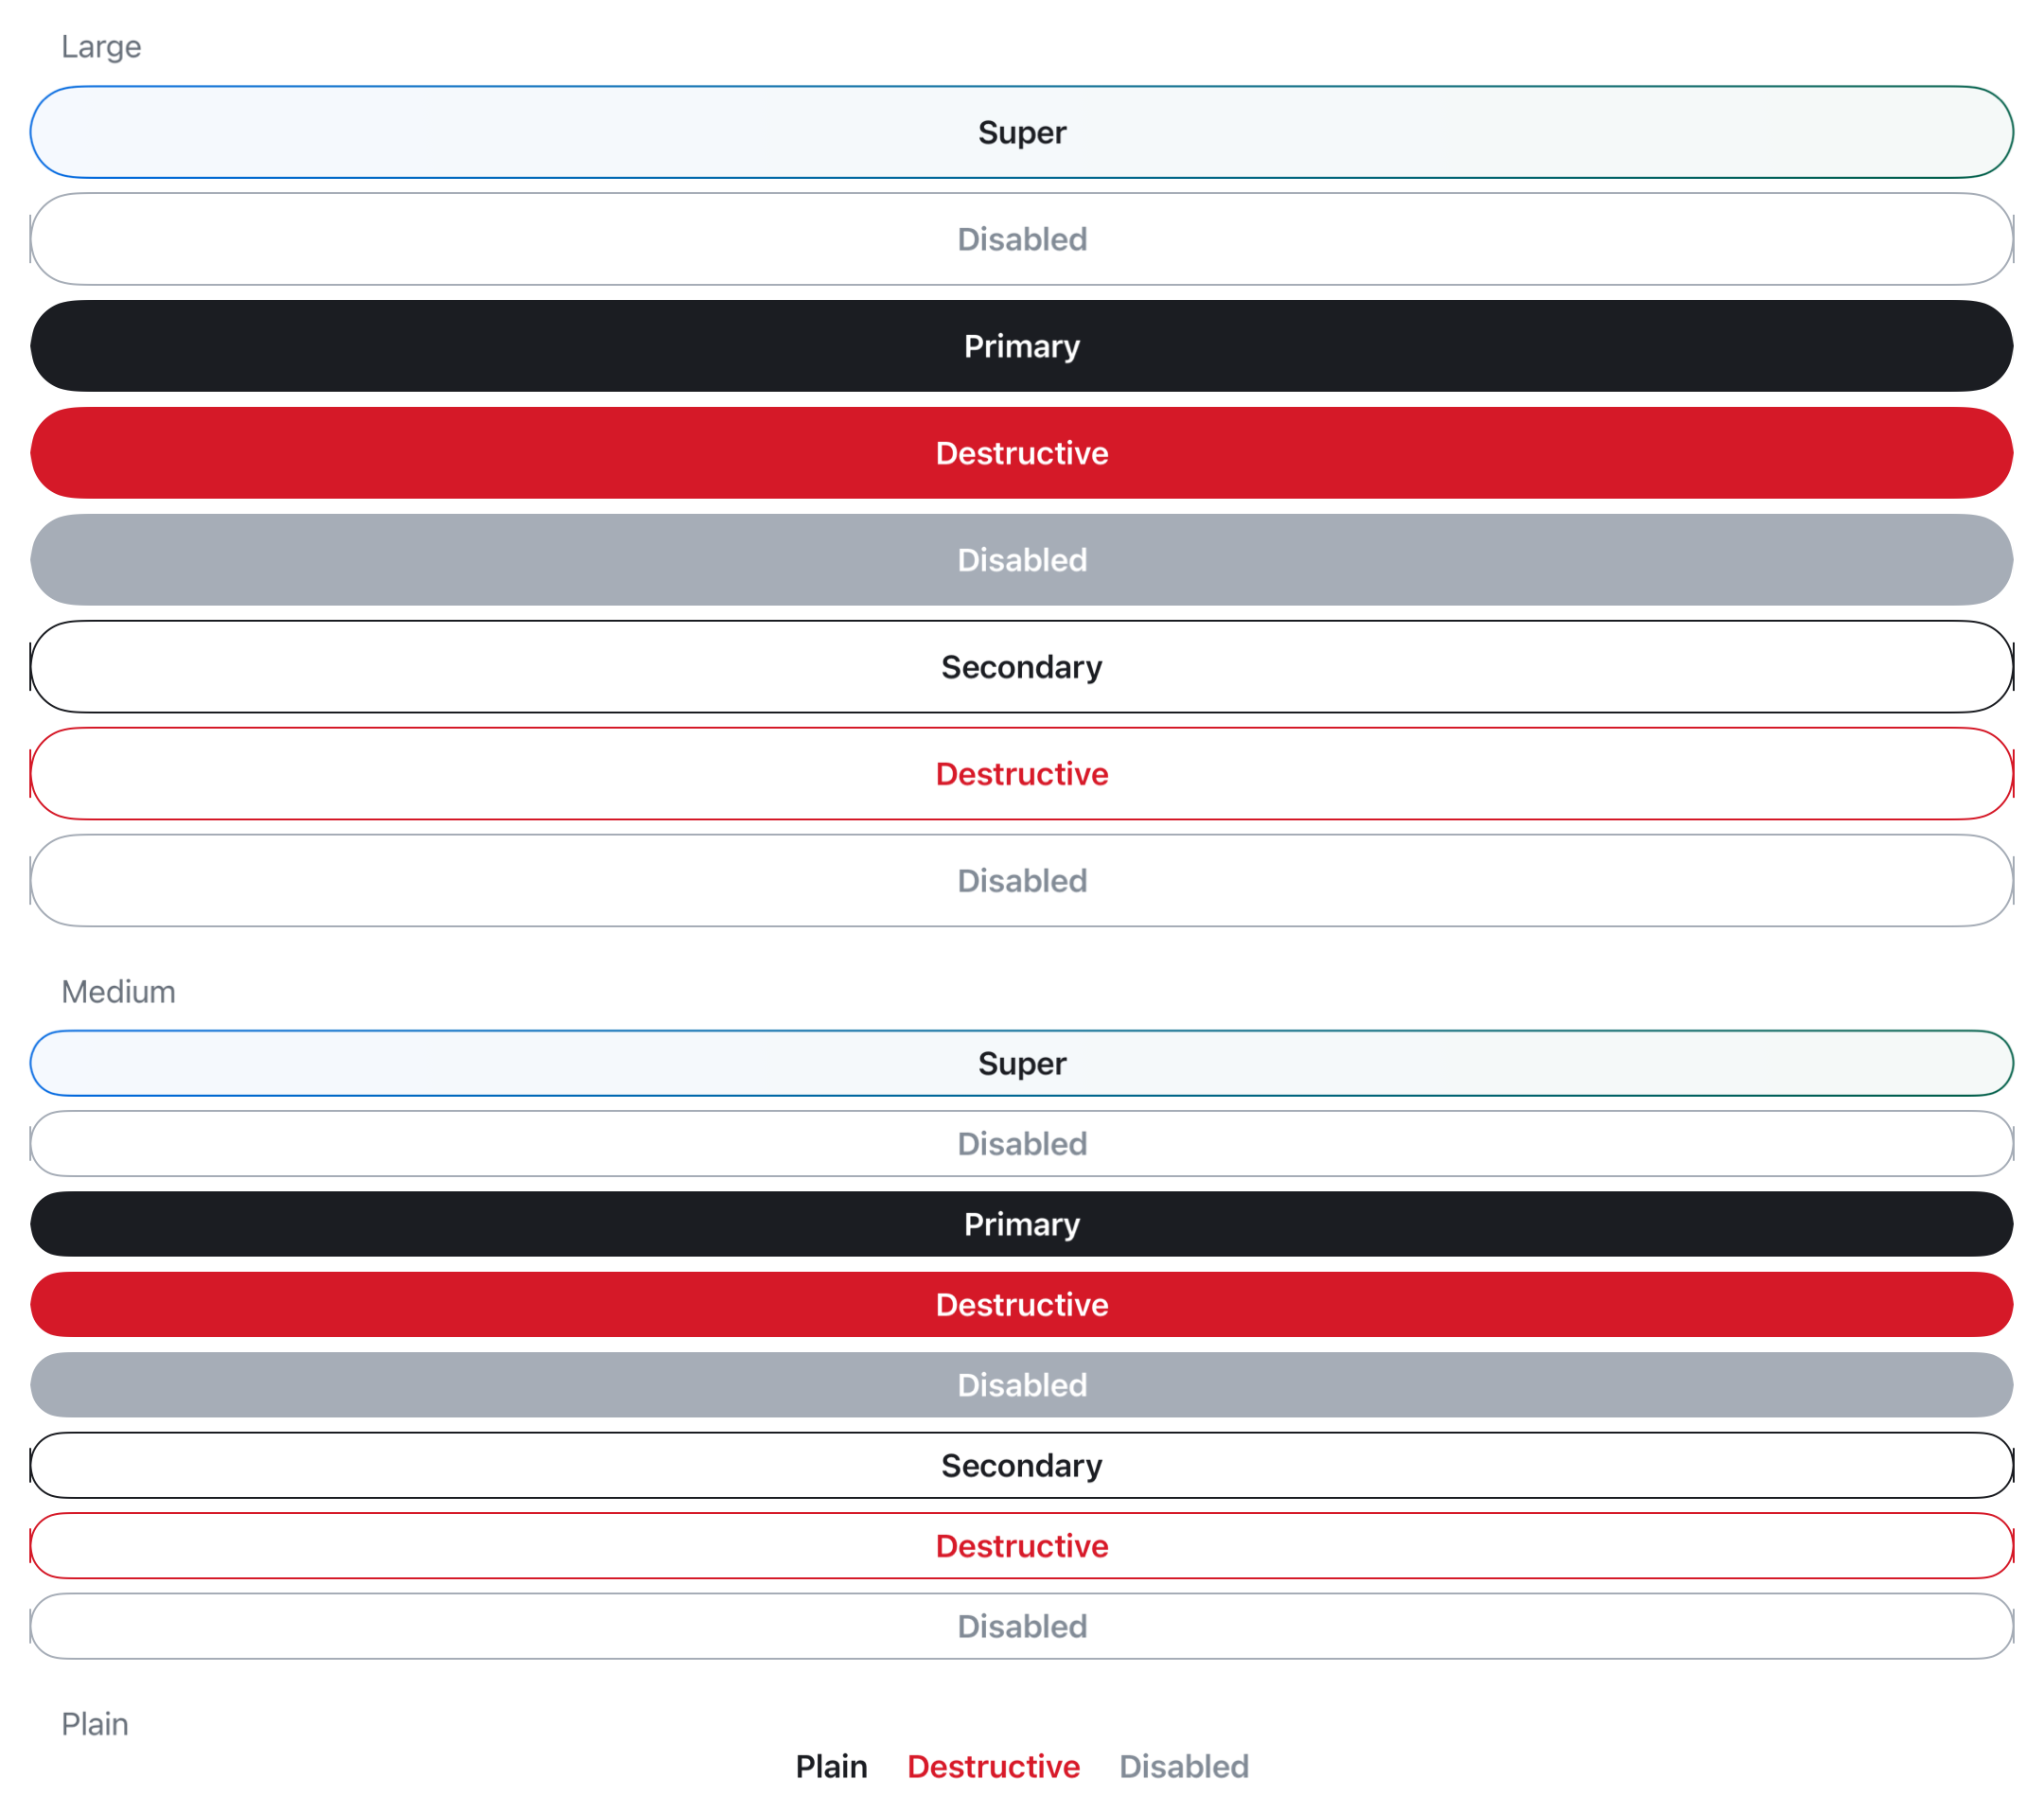 Large
Super
Disabled
Primary
Destructive
Disabled
Secondary
Destructive
Disabled
Medium
Super
Disabled
Primary
Destructive
Disabled
Secondary
Destructive
Disabled
Plain
Plain Destructive Disabled